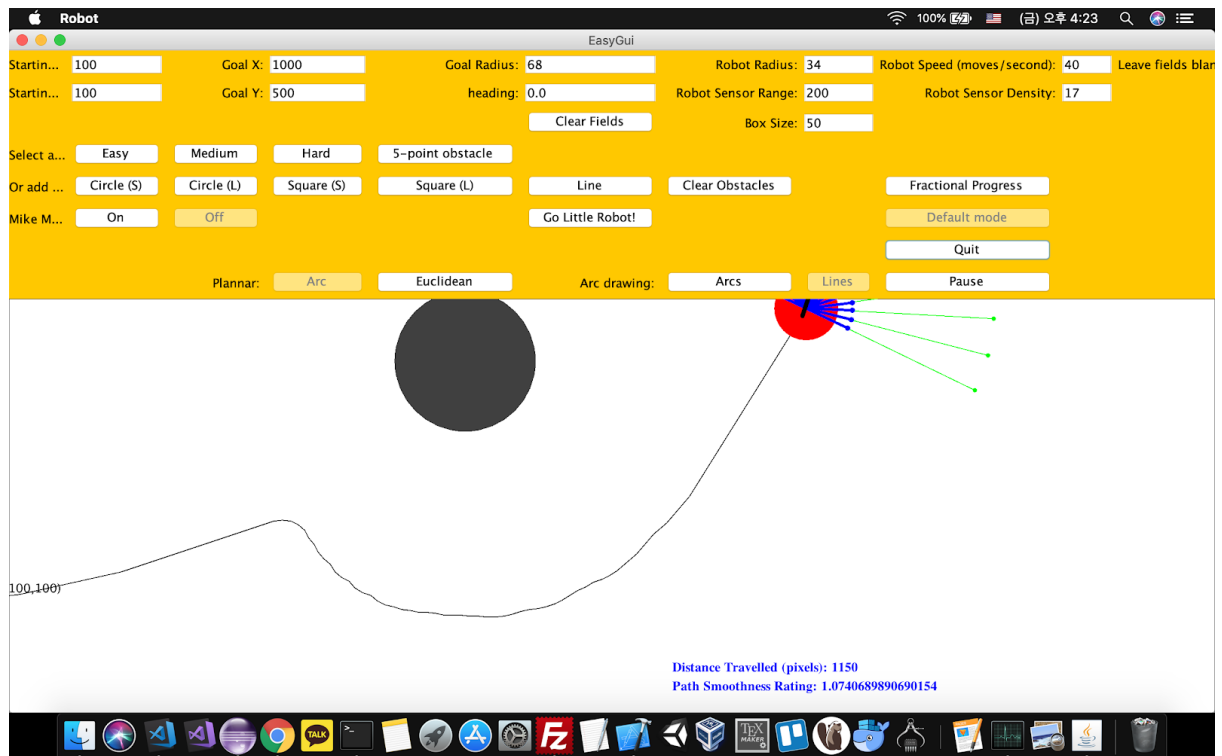 Robot 100% (금) 오후 4:23
EasyGui
Startin... 100 Goal X: 1000 Goal Radius: 68 Robot Radius: 34 Robot Speed (moves/second): 40 Leave fields blan
Startin... 100 Goal Y: 500 heading: 0.0 Robot Sensor Range: 200 Robot Sensor Density: 17
Clear Fields Box Size: 50
Select a... Easy Medium Hard 5-point obstacle
Or add ... Circle (S) Circle (L) Square (S) Square (L) Line Clear Obstacles Fractional Progress
Mike M... On Off Go Little Robot! Default mode
Quit
Plannar: Arc Euclidean Arc drawing: Arcs Lines Pause
100,100)
Distance Travelled (pixels): 1150
Path Smoothness Rating: 1.0740689890690154
TALK TEX MAKER